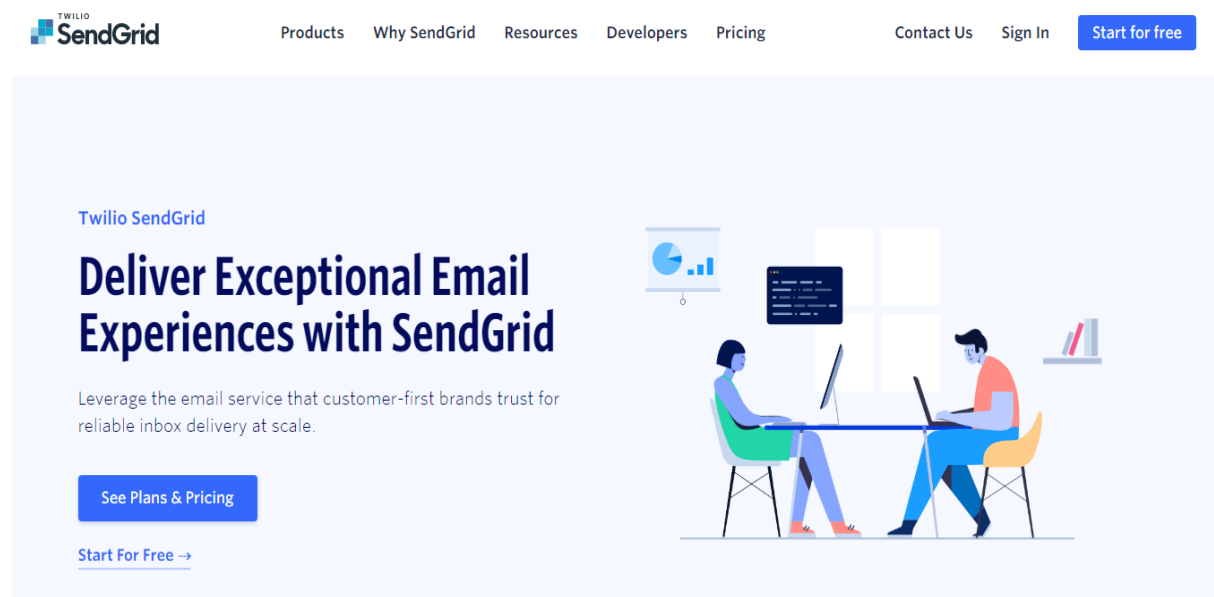 TWILIO
SendGrid
Products
Why SendGrid
Resources
Developers
Pricing
Contact Us
Sign In
Start for free
Twilio SendGrid
Deliver Exceptional Email
Experiences with SendGrid
Leverage the email service that customer-first brands trust for
reliable inbox delivery at scale.
See Plans & Pricing
Start For Free →